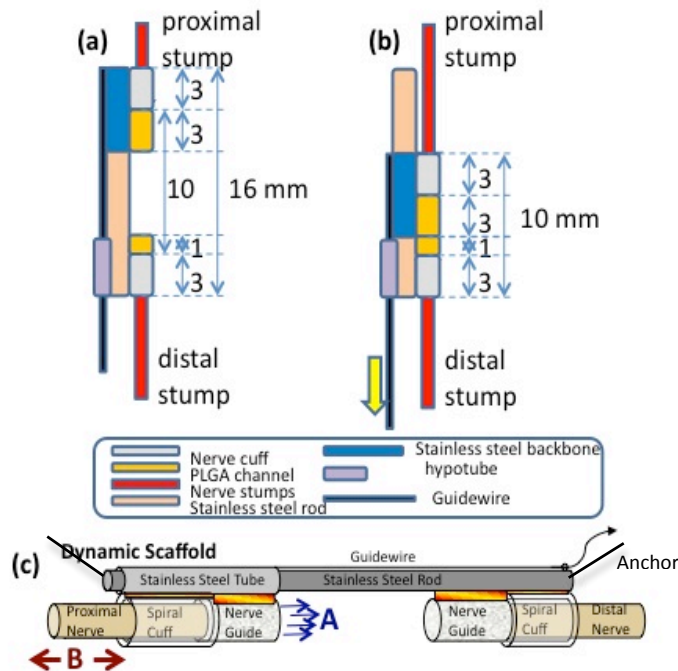 (a)
proximal
stump
3
3
10
16 mm
1
3
distal
stump
(b)
proximal
stump
3
3
10 mm
1
3
distal
stump
Nerve cuff
PLGA channel
Nerve stumps
Stainless steel rod
Stainless steel backbone
hypotube
Guidewire
(c)
Dynamic Scaffold
Guidewire
Anchor
Stainless Steel Tube
Stainless Steel Rod
Proximal
Nerve
Spiral
Cuff
Nerve
Guide
A
Nerve
Guide
Spiral
Cuff
Distal
Nerve
B